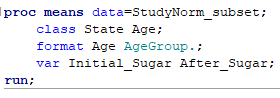 proc means data=StudyNorm_subset;
class State Age;
format Age AgeGroup.;
var Initial_Sugar After_Sugar;
run;